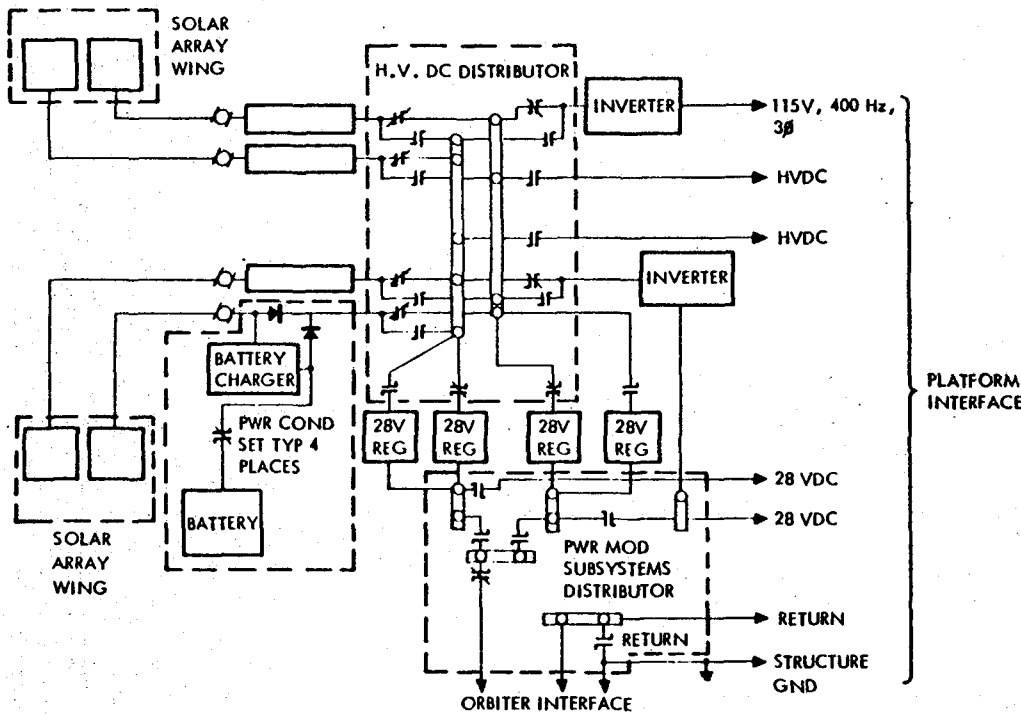 SOLAR
ARRAY
WING
H.V. DC DISTRIBUTOR
INVERTER
115V, 400 Hz,
3ø
HVDC
HVDC
INVERTER
BATTERY
CHARGER
PWR COND
SET TYP 4
PLACES
BATTERY
SOLAR
ARRAY
WING
28V
REG
28V
REG
28V
REG
28V
REG
PLATFORM
INTERFACE
28 VDC
28 VDC
PWR MOD
SUBSYSTEMS
DISTRIBUTOR
RETURN
RETURN
STRUCTURE
GND
ORBITER INTERFACE